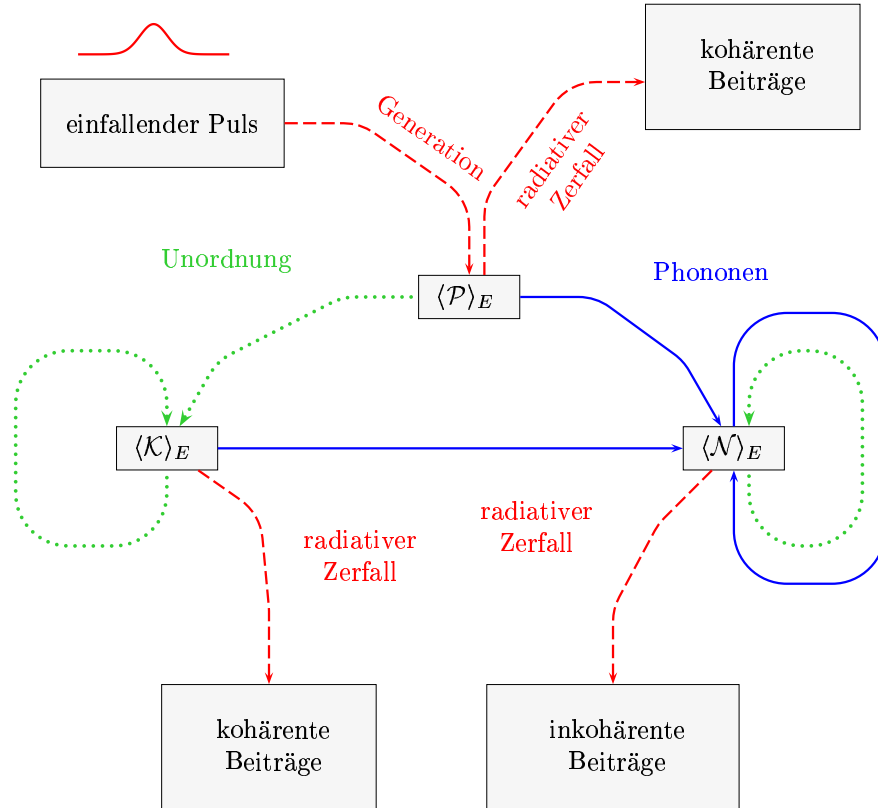 kohärente
Beiträge
einfallender Puls
Generation
radiativer
Zerfall
Unordnung
Phononen
⟨𝒫⟩_E
⟨𝒦⟩_E
⟨𝒩⟩_E
radiativer
Zerfall
radiativer
Zerfall
kohärente
Beiträge
inkohärente
Beiträge